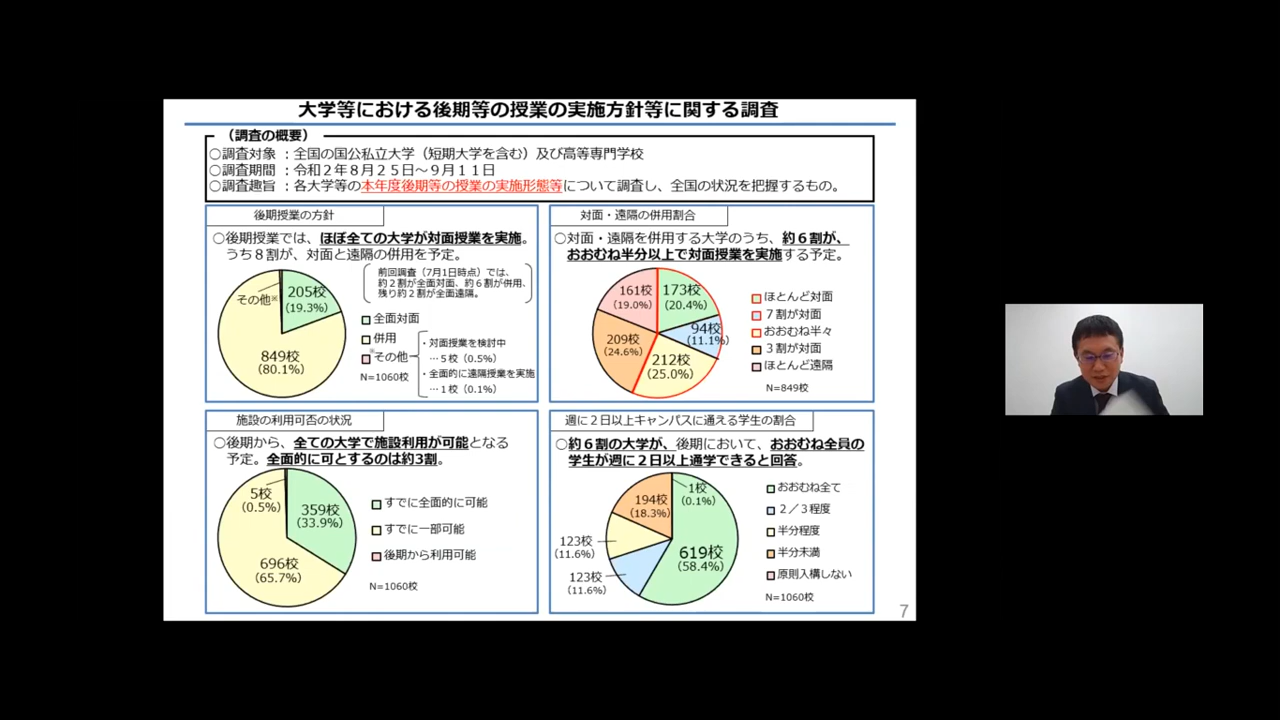 大学等における後期等の授業の実施方針等に関する調査
（調査の概要）
○調査対象 ：全国の国公私立大学（短期大学を含む）及び高等専門学校
○調査期間 ：令和２年８月２５日～９月１１日
○調査趣旨 ：各大学等の本年度後期等の授業の実施形態等について調査し、全国の状況を把握するもの。
後期授業の方針
○後期授業では、ほぼ全ての大学が対面授業を実施。
うち８割が、対面と遠隔の併用を予定。
前回調査（7月1日時点）では、
約２割が全面対面、約６割が併用、
残り約２割が全面遠隔。
その他※
205校
(19.3%)
849校
(80.1%)
全面対面
併用
※その他
N=1060校
・対面授業を検討中
…５校（0.5%）
・全面的に遠隔授業を実施
…１校（0.1%）
対面・遠隔の併用割合
○対面・遠隔を併用する大学のうち、約６割が、
おおむね半分以上で対面授業を実施する予定。
161校
(19.0%)
173校
(20.4%)
94校
(11.1%)
209校
(24.6%)
212校
(25.0%)
ほとんど対面
７割が対面
おおむね半々
３割が対面
ほとんど遠隔
N=849校
施設の利用可否の状況
○後期から、全ての大学で施設利用が可能となる
予定。全面的に可とするのは約3割。
5校
(0.5%)
359校
(33.9%)
696校
(65.7%)
すでに全面的に可能
すでに一部可能
後期から利用可能
N=1060校
週に２日以上キャンパスに通える学生の割合
○約６割の大学が、後期において、おおむね全員の
学生が週に２日以上通学できると回答。
194校
(18.3%)
1校
(0.1%)
123校
(11.6%)
619校
(58.4%)
123校
(11.6%)
おおむね全て
２／３程度
半分程度
半分未満
原則入構しない
N=1060校
7